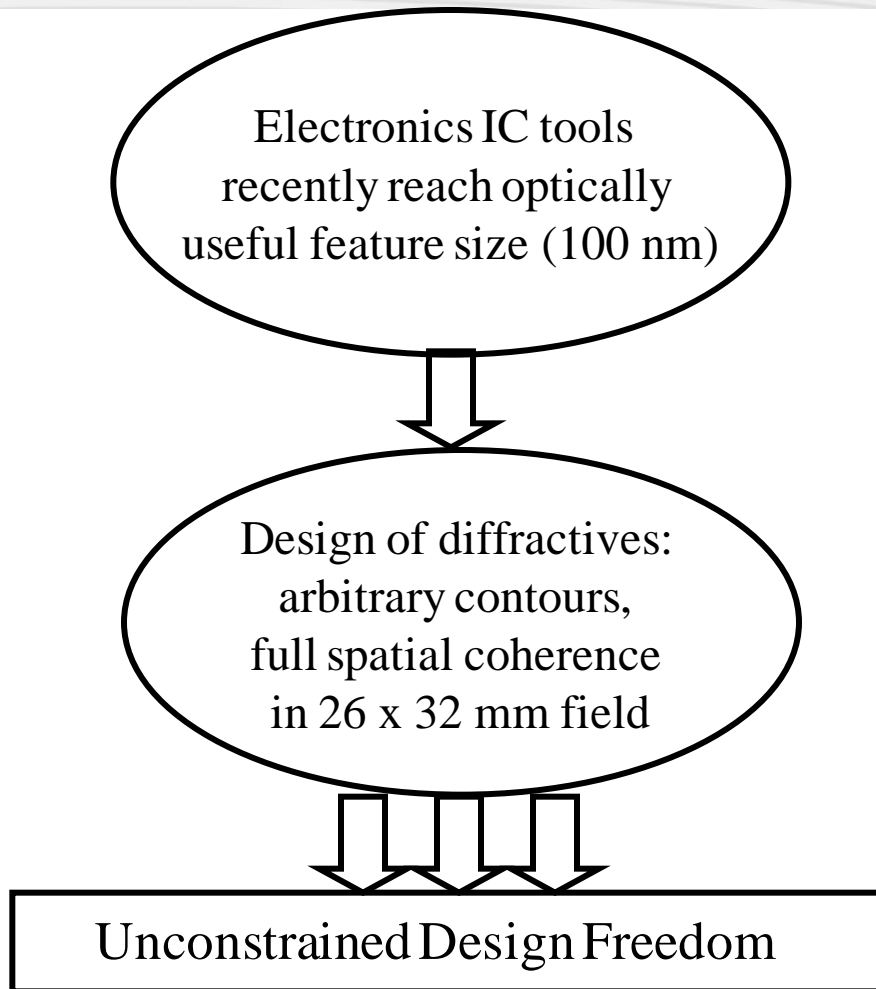 Electronics IC tools
recently reach optically
useful feature size (100 nm)
Design of diffractives:
arbitrary contours,
full spatial coherence
in 26 x 32 mm field
Unconstrained Design Freedom